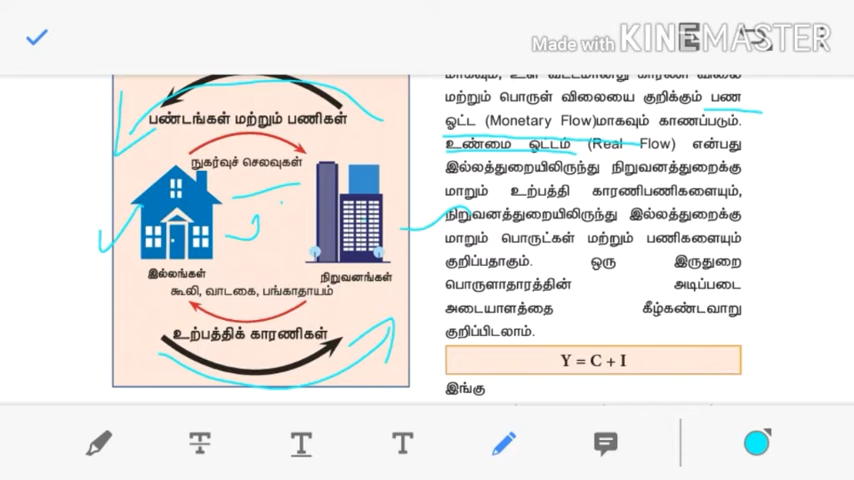 Made with KINEMASTER
பண்டங்கள் மற்றும் பணிகள்
நுகர்வுச் செலவுகள்
இல்லங்கள்
நிறுவனங்கள்
கூலி, வாடகை, பங்காதாயம்
உற்பத்திக் காரணிகள்
மாகவும், உள் வட்டமானது காரணி விலை
மற்றும் பொருள் விலையை குறிக்கும் பண
ஓட்ட (Monetary Flow)மாகவும் காணப்படும்.
உண்மை ஓட்டம் (Real Flow) என்பது
இல்லத்துறையிலிருந்து நிறுவனத்துறைக்கு
மாறும் உற்பத்தி காரணிபணிகளையும்,
நிறுவனத்துறையிலிருந்து இல்லத்துறைக்கு
மாறும் பொருட்கள் மற்றும் பணிகளையும்
குறிப்பதாகும். ஒரு இருதுறை
பொருளாதாரத்தின் அடிப்படை
அடையாளத்தை கீழ்கண்டவாறு
குறிப்பிடலாம்.
Y = C + I
இங்கு